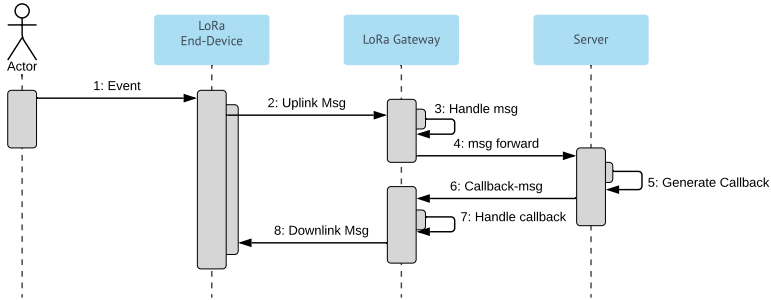 LoRa
End-Device
LoRa Gateway
Server
Actor
1: Event
2: Uplink Msg
3: Handle msg
4: msg forward
5: Generate Callback
6: Callback-msg
7: Handle callback
8: Downlink Msg